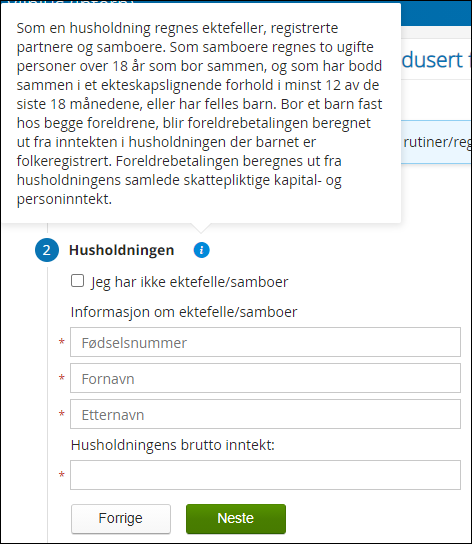 Som en husholdning regnes ektefeller, registrerte
partnere og samboere. Som samboere regnes to ugifte
personer over 18 år som bor sammen, og som har bodd
sammen i et ekteskapslignende forhold i minst 12 av de
siste 18 månedene, eller har felles barn. Bor et barn fast
hos begge foreldrene, blir foreldrebetalingen beregnet
ut fra inntekten i husholdningen der barnet er
folkeregistrert. Foreldrebetalingen beregnes ut fra
husholdningens samlede skattepliktige kapital- og
personinntekt.
dusert f
rutiner/reg
2 Husholdningen i
Jeg har ikke ektefelle/samboer
Informasjon om ektefelle/samboer
* Fødselsnummer
* Fornavn
* Etternavn
Husholdningens brutto inntekt:
*
Forrige Neste